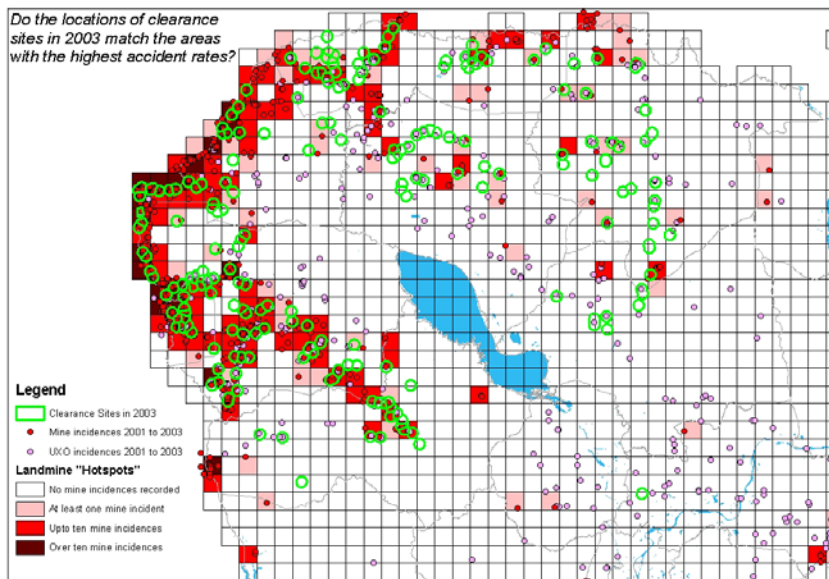 Do the locations of clearance
sites in 2003 match the areas
with the highest accident rates?
Legend
Clearance Sites in 2003
Mine incidences 2001 to 2003
UXO incidences 2001 to 2003
Landmine "Hotspots"
No mine incidences recorded
At least one mine incident
Upto ten mine incidences
Over ten mine incidences